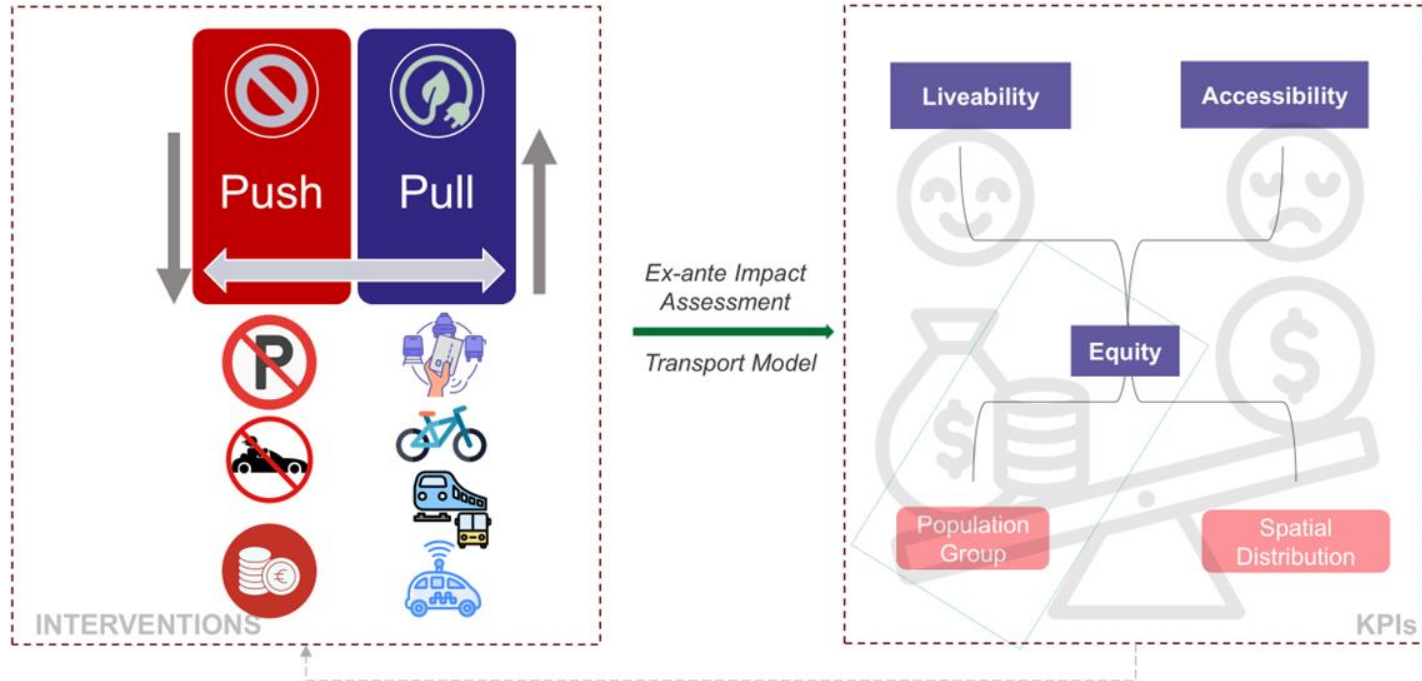 Push
Pull
P
€
INTERVENTIONS
Ex-ante Impact
Assessment
Transport Model
Liveability
Accessibility
Equity
$
$
Population
Group
Spatial
Distribution
KPIs